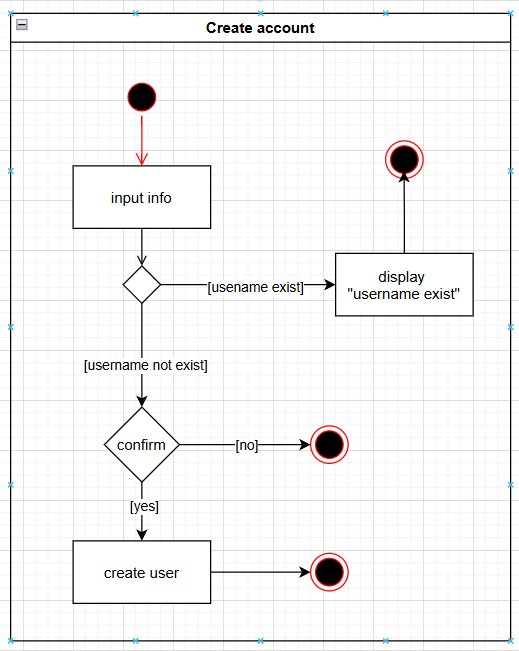 Create account
input info
[usename exist]
display
"username exist"
[username not exist]
confirm
[no]
[yes]
create user